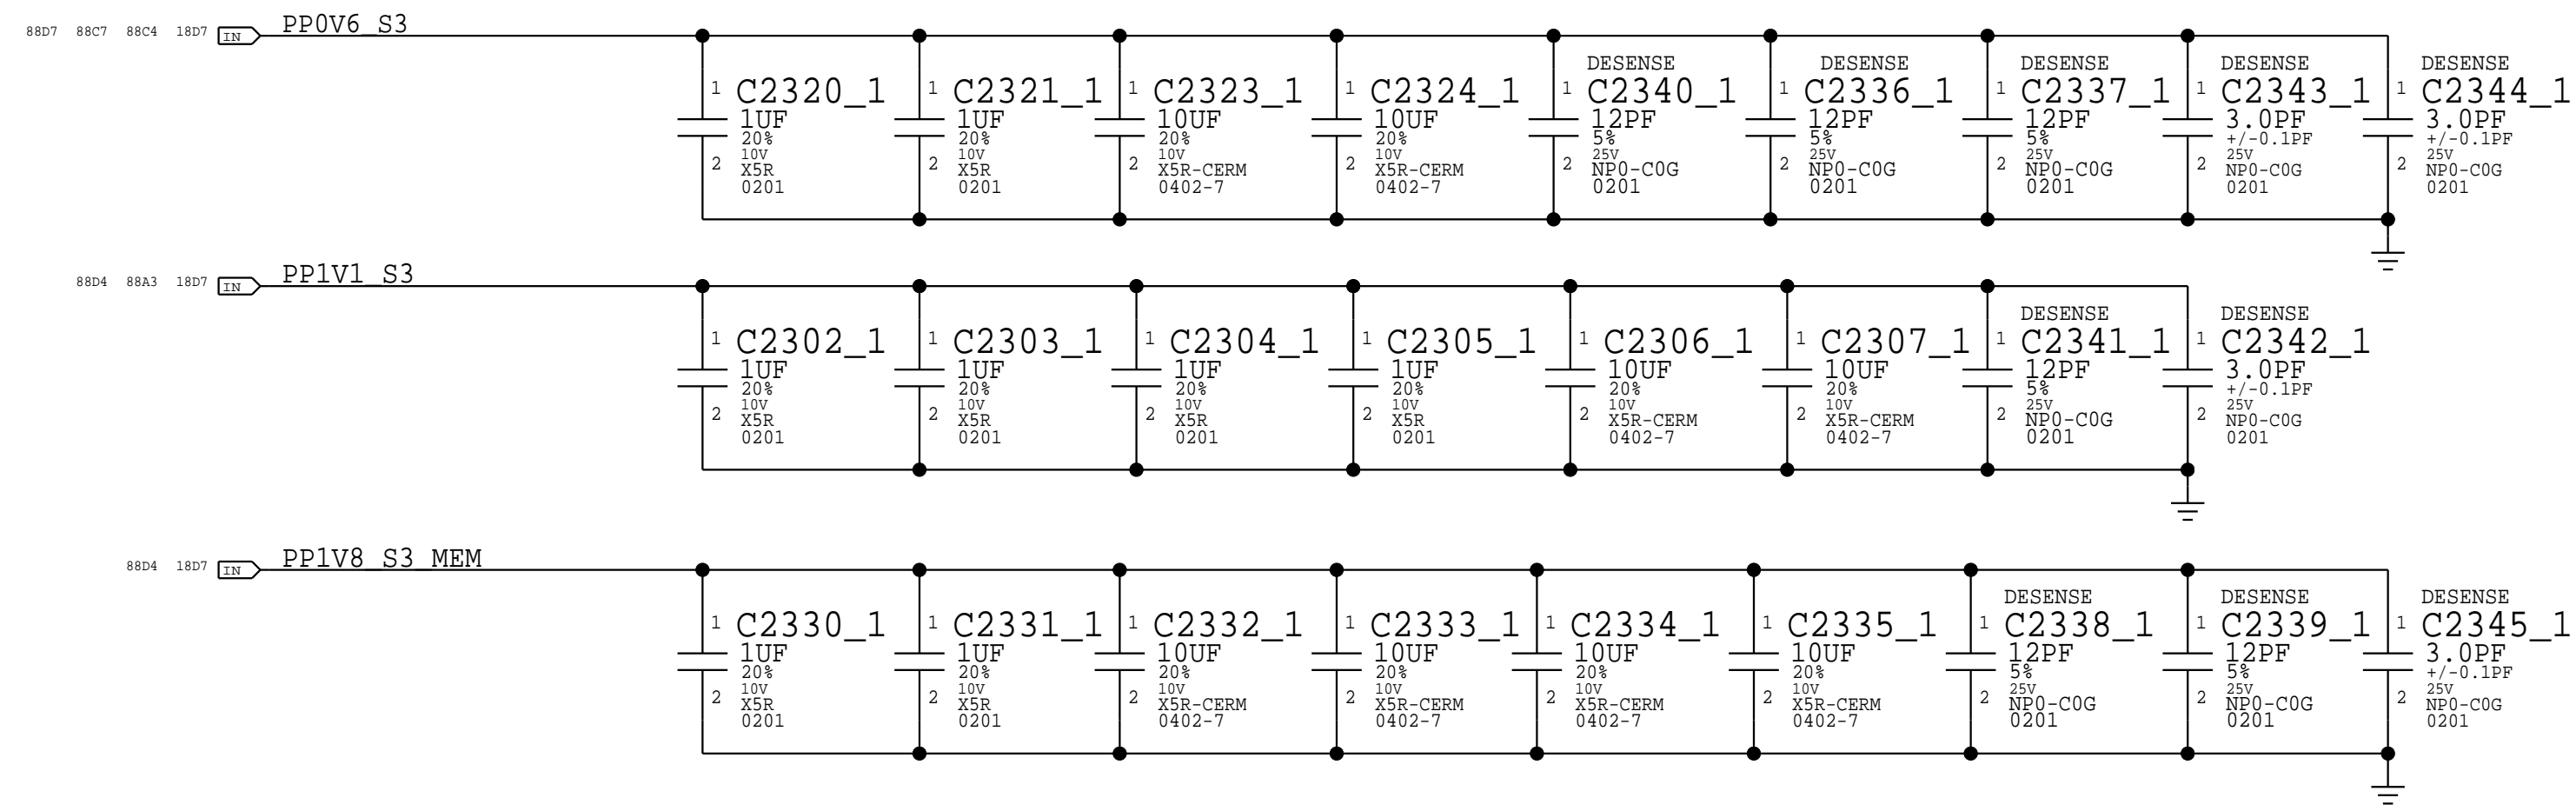 88D7 88C7 88C4 18D7 IN PP0V6_S3
DESENSE DESENSE DESENSE DESENSE DESENSE
1 C2320_1 1 C2321_1 1 C2323_1 1 C2324_1 1 C2340_1 1 C2336_1 1 C2337_1 1 C2343_1 1 C2344_1
1UF 1UF 10UF 10UF 12PF 12PF 12PF 3.0PF 3.0PF
20% 20% 20% 20% 5% 5% 5% +/-0.1PF +/-0.1PF
10V 10V 10V 10V 25V 25V 25V 25V 25V
2 X5R 2 X5R 2 X5R-CERM 2 X5R-CERM 2 NP0-C0G 2 NP0-C0G 2 NP0-C0G 2 NP0-C0G 2 NP0-C0G
0201 0201 0402-7 0402-7 0201 0201 0201 0201 0201
88D4 88A3 18D7 IN PP1V1_S3
DESENSE DESENSE
1 C2302_1 1 C2303_1 1 C2304_1 1 C2305_1 1 C2306_1 1 C2307_1 1 C2341_1 1 C2342_1
1UF 1UF 1UF 1UF 10UF 10UF 12PF 3.0PF
20% 20% 20% 20% 20% 20% 5% +/-0.1PF
10V 10V 10V 10V 10V 10V 25V 25V
2 X5R 2 X5R 2 X5R 2 X5R 2 X5R-CERM 2 X5R-CERM 2 NP0-C0G 2 NP0-C0G
0201 0201 0201 0201 0402-7 0402-7 0201 0201
88D4 18D7 IN PP1V8_S3_MEM
DESENSE DESENSE DESENSE
1 C2330_1 1 C2331_1 1 C2332_1 1 C2333_1 1 C2334_1 1 C2335_1 1 C2338_1 1 C2339_1 1 C2345_1
1UF 1UF 10UF 10UF 10UF 10UF 12PF 12PF 3.0PF
20% 20% 20% 20% 20% 20% 5% 5% +/-0.1PF
10V 10V 10V 10V 10V 10V 25V 25V 25V
2 X5R 2 X5R 2 X5R-CERM 2 X5R-CERM 2 X5R-CERM 2 X5R-CERM 2 NP0-C0G 2 NP0-C0G 2 NP0-C0G
0201 0201 0402-7 0402-7 0402-7 0402-7 0201 0201 0201